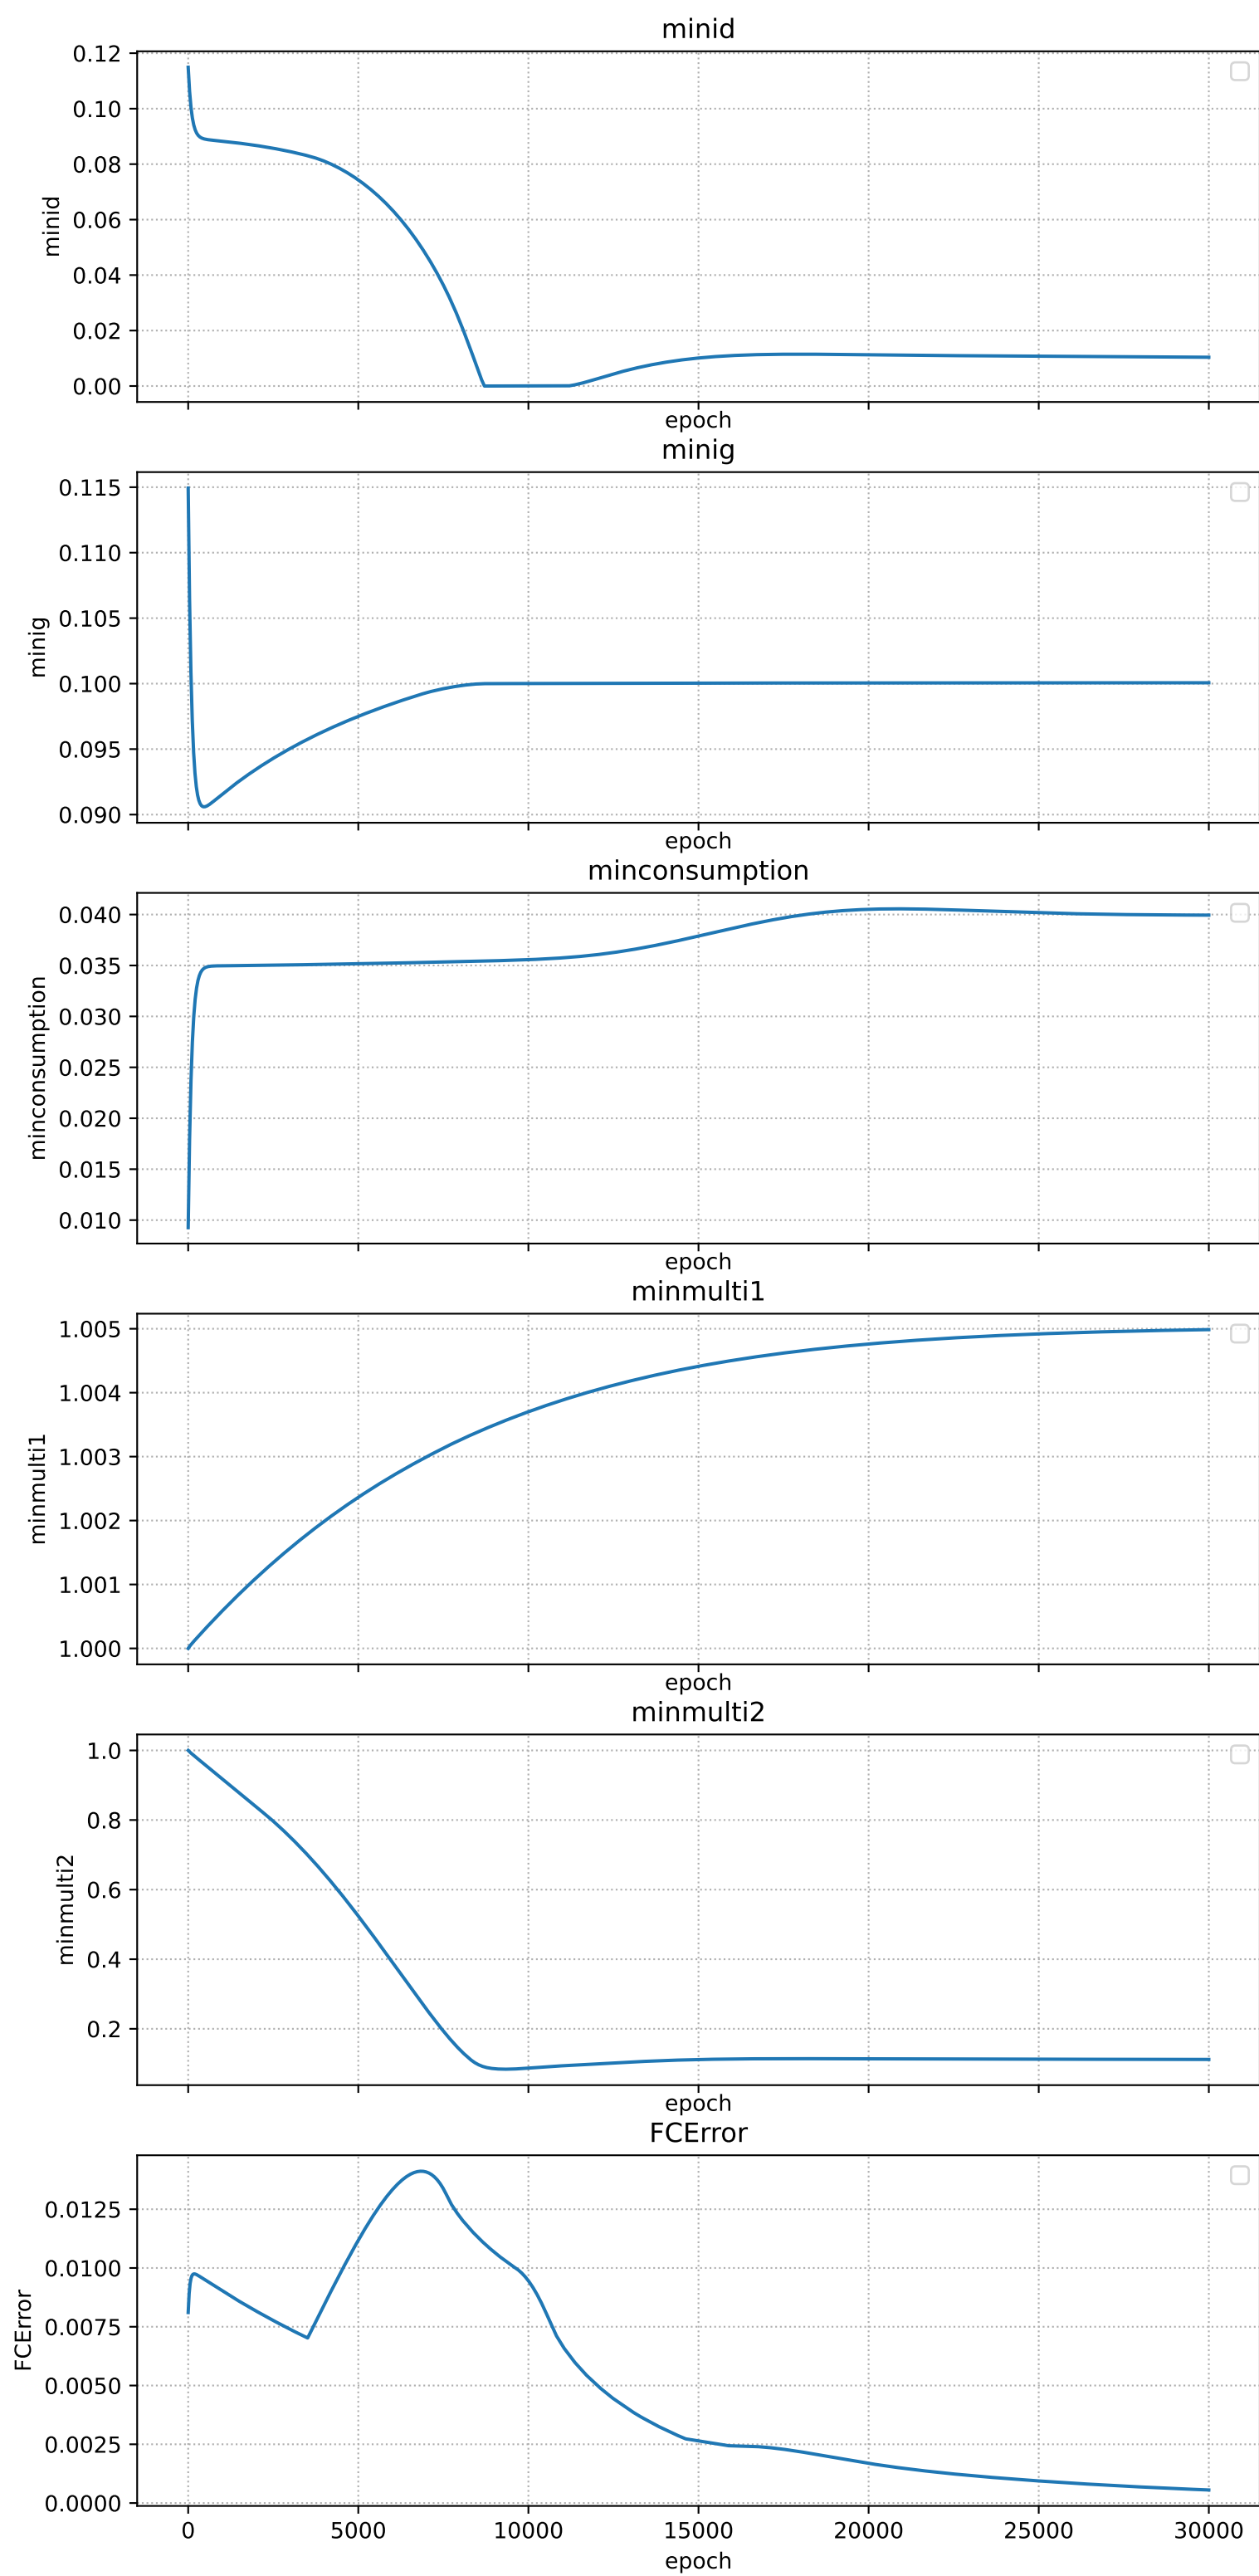 minid
0.12
0.10
0.08
0.06
0.04
0.02
0.00
minid
epoch
minig
0.115
0.110
0.105
0.100
0.095
0.090
minig
epoch
minconsumption
0.040
0.035
0.030
0.025
0.020
0.015
0.010
minconsumption
epoch
minmulti1
1.005
1.004
1.003
1.002
1.001
1.000
minmulti1
epoch
minmulti2
1.0
0.8
0.6
0.4
0.2
minmulti2
epoch
FCError
0.0125
0.0100
0.0075
0.0050
0.0025
0.0000
FCError
0 5000 10000 15000 20000 25000 30000
epoch